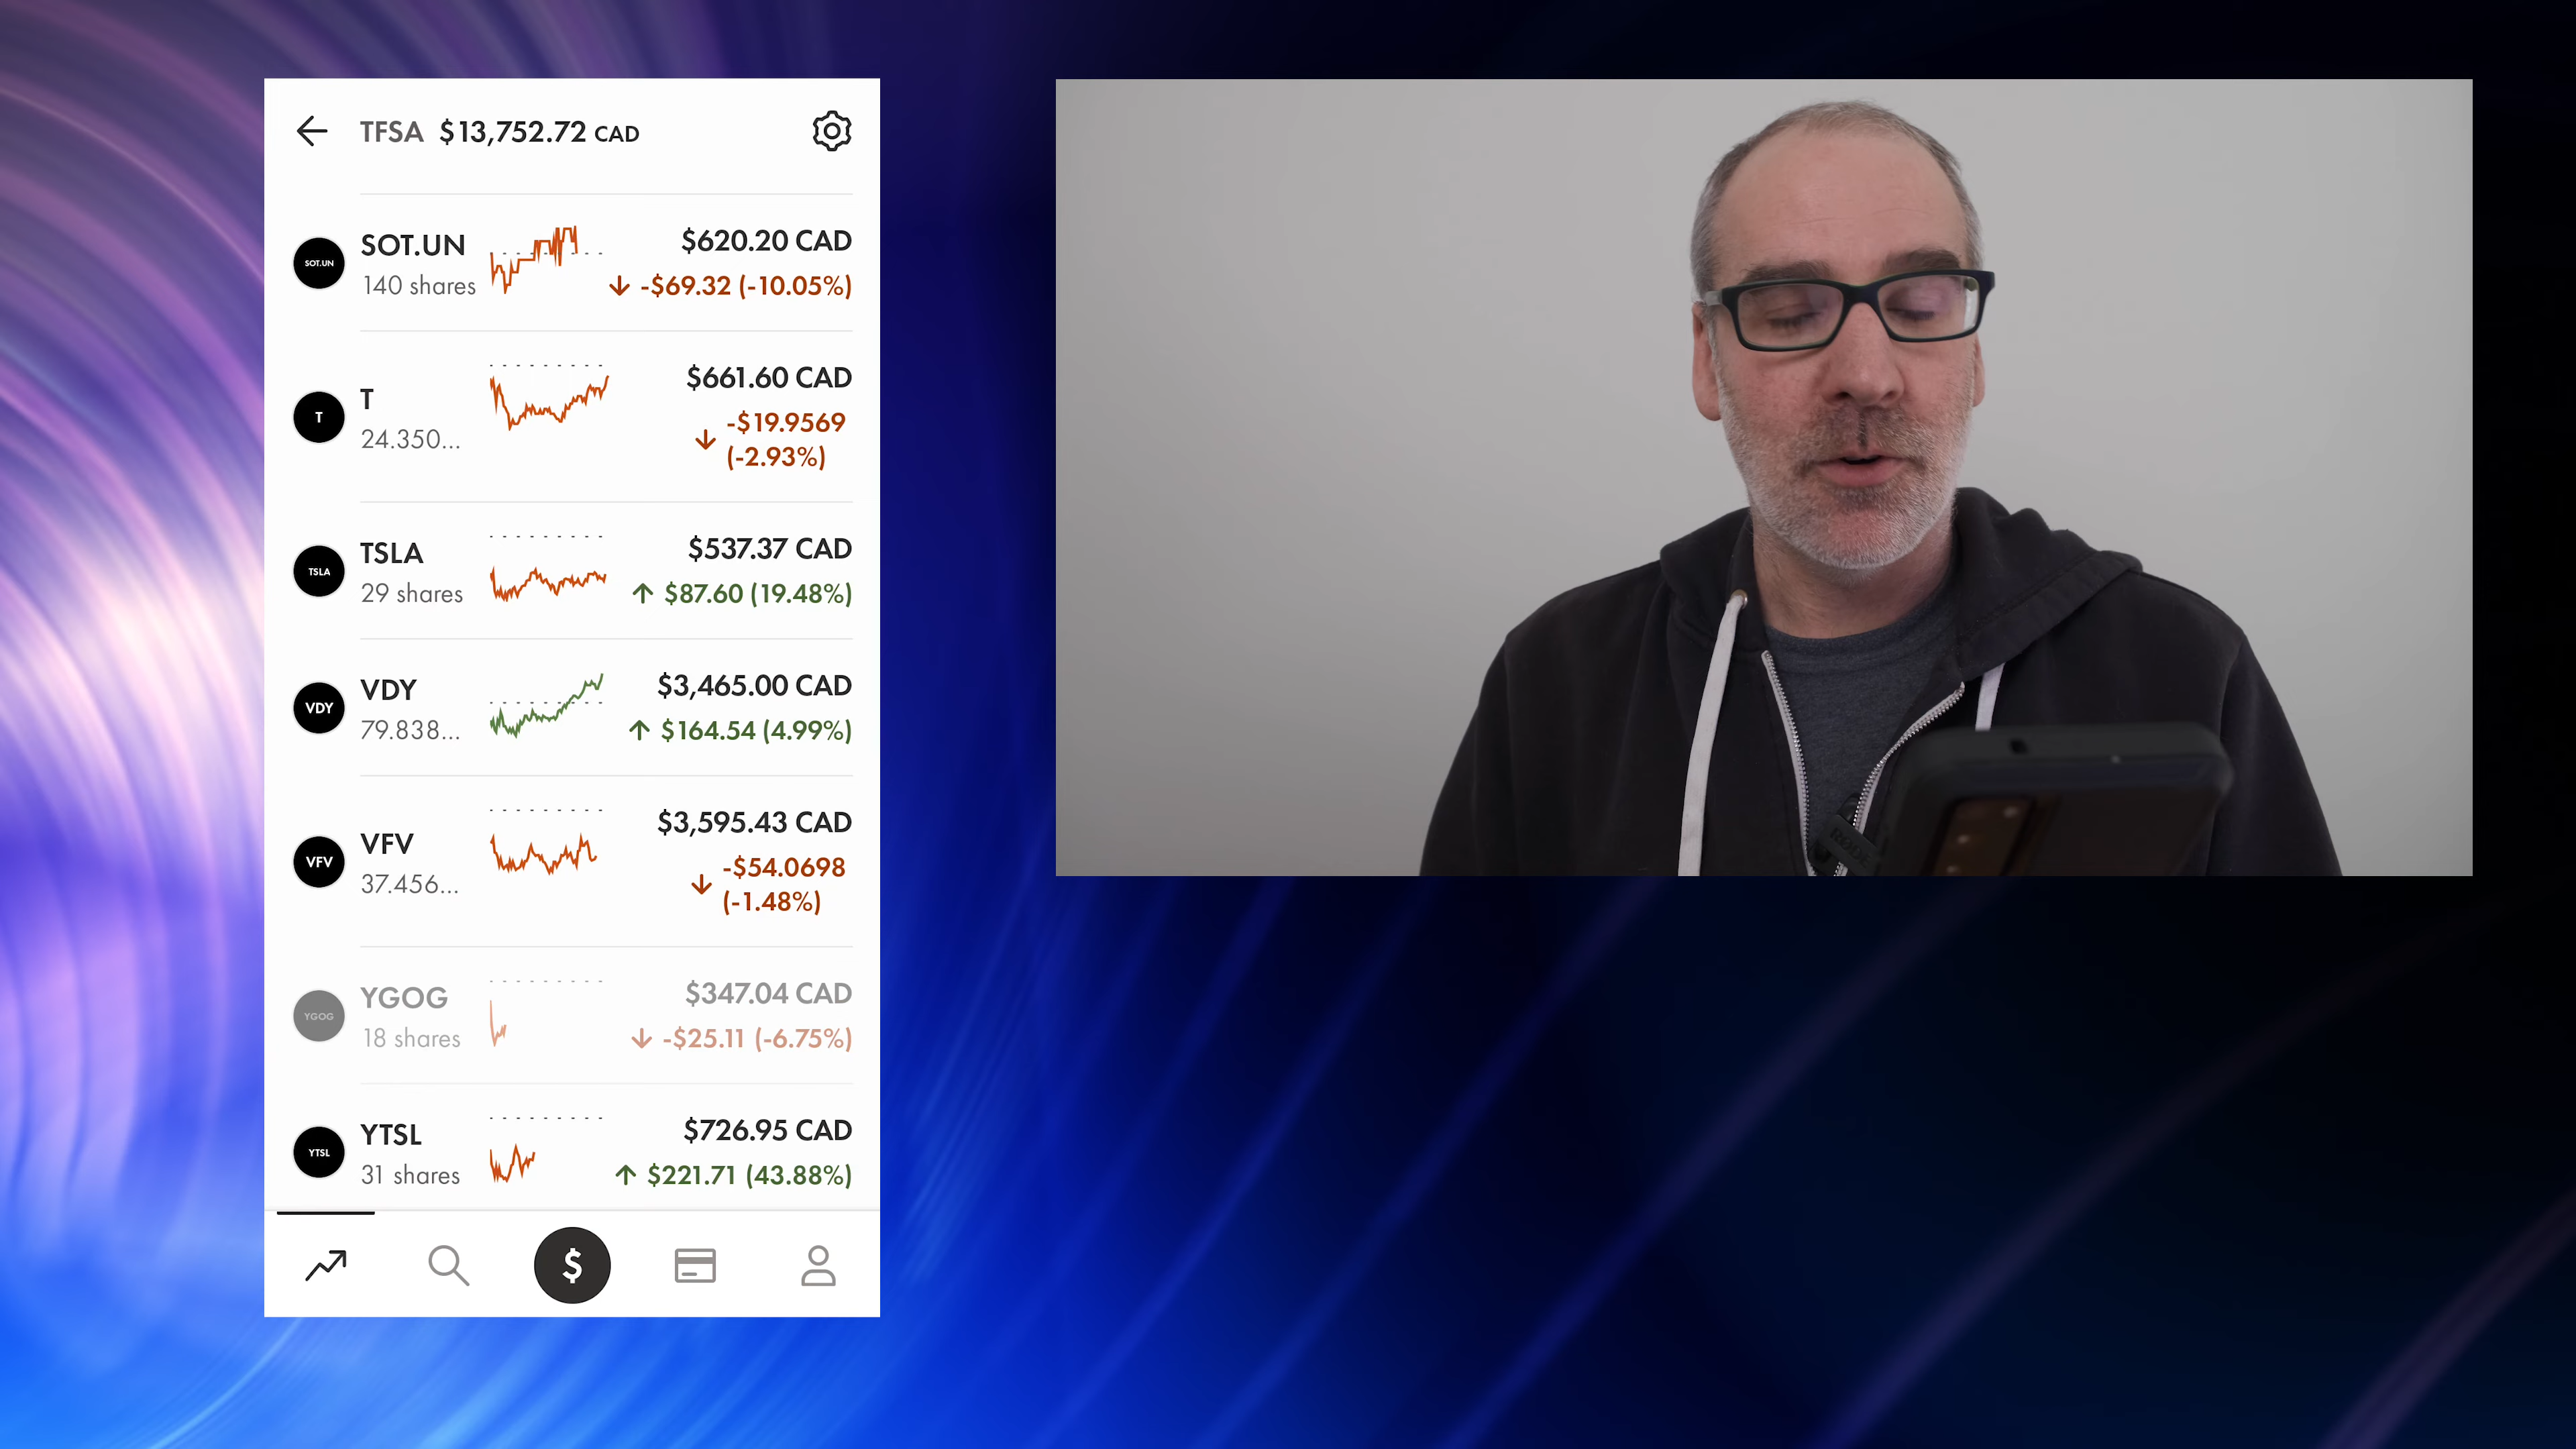 TFSA $13,752.72 CAD
SOT.UN
SOT.UN
140 shares
$620.20 CAD
↓ -$69.32 (-10.05%)
T
T
24.350...
$661.60 CAD
↓ -$19.9569
(-2.93%)
TSLA
TSLA
29 shares
$537.37 CAD
↑ $87.60 (19.48%)
VDY
VDY
79.838...
$3,465.00 CAD
↑ $164.54 (4.99%)
VFV
VFV
37.456...
$3,595.43 CAD
↓ -$54.0698
(-1.48%)
YGOG
YGOG
18 shares
$347.04 CAD
↓ -$25.11 (-6.75%)
YTSL
YTSL
31 shares
$726.95 CAD
↑ $221.71 (43.88%)
$
RODE